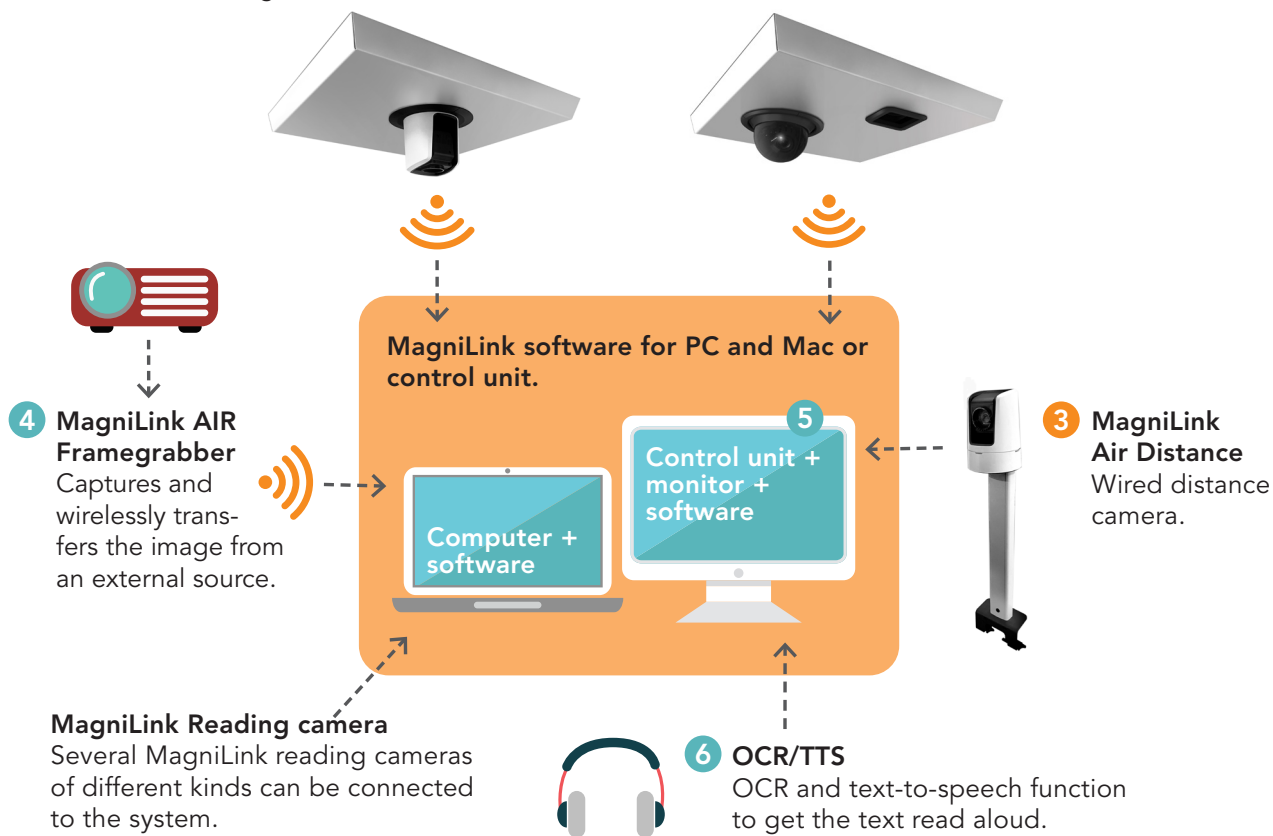 MagniLink software for PC and Mac or
control unit.
4 MagniLink AIR
Framegrabber
Captures and
wirelessly trans-
fers the image from
an external source.
5
Control unit +
monitor +
software
Computer +
software
3 MagniLink
Air Distance
Wired distance
camera.
MagniLink Reading camera
Several MagniLink reading cameras
of different kinds can be connected
to the system.
6 OCR/TTS
OCR and text-to-speech function
to get the text read aloud.